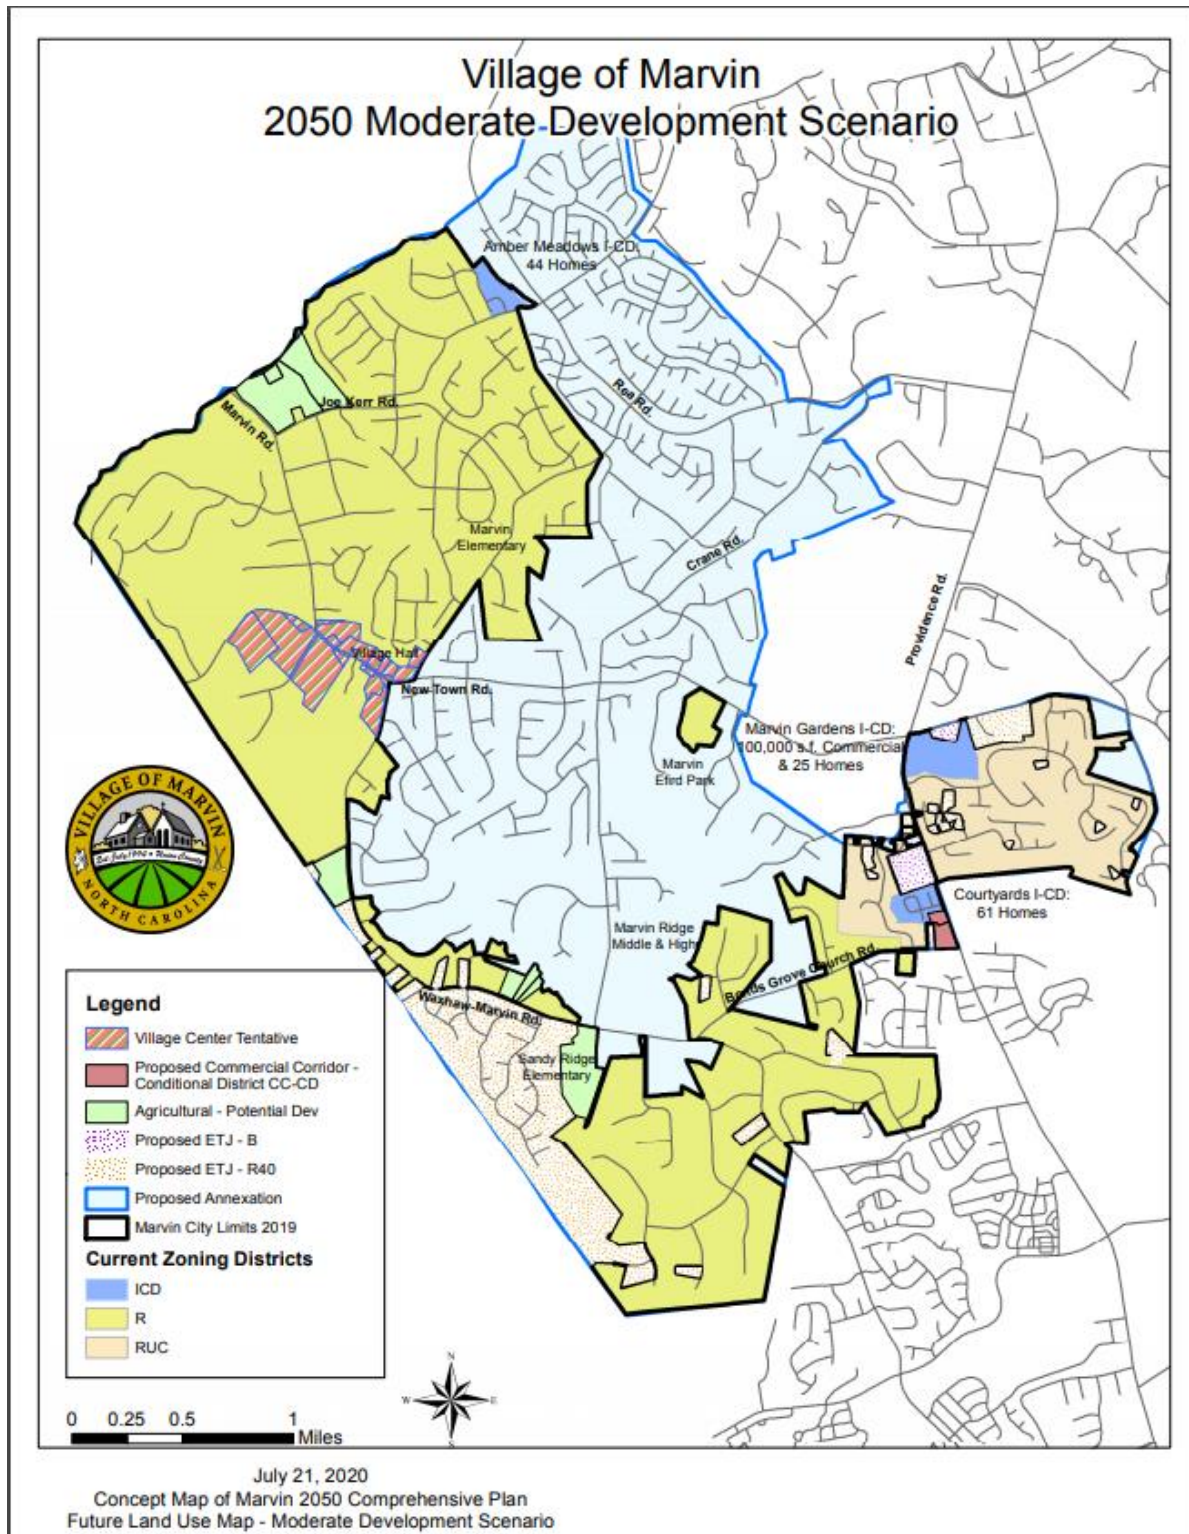 Village of Marvin
2050 Moderate Development Scenario
Amber Meadows I-CD:
44 Homes
Rea Rd.
Joe Kerr Rd.
Marvin Rd.
Marvin
Elementary
Crane Rd.
Providence Rd.
Village Hall
New Town Rd.
Marvin Gardens I-CD:
100,000 s.f. Commercial
& 25 Homes
Marvin
Efird Park
VILLAGE OF MARVIN
Est. July 1994 • Union County
NORTH CAROLINA
Courtyards I-CD:
61 Homes
Marvin Ridge
Middle & High
Bonds Grove Church Rd.
Waxhaw-Marvin Rd.
Sandy Ridge
Elementary
Legend
Village Center Tentative
Proposed Commercial Corridor -
Conditional District CC-CD
Agricultural - Potential Dev
Proposed ETJ - B
Proposed ETJ - R40
Proposed Annexation
Marvin City Limits 2019
Current Zoning Districts
ICD
R
RUC
N
W
E
S
0 0.25 0.5 1
Miles
July 21, 2020
Concept Map of Marvin 2050 Comprehensive Plan
Future Land Use Map - Moderate Development Scenario